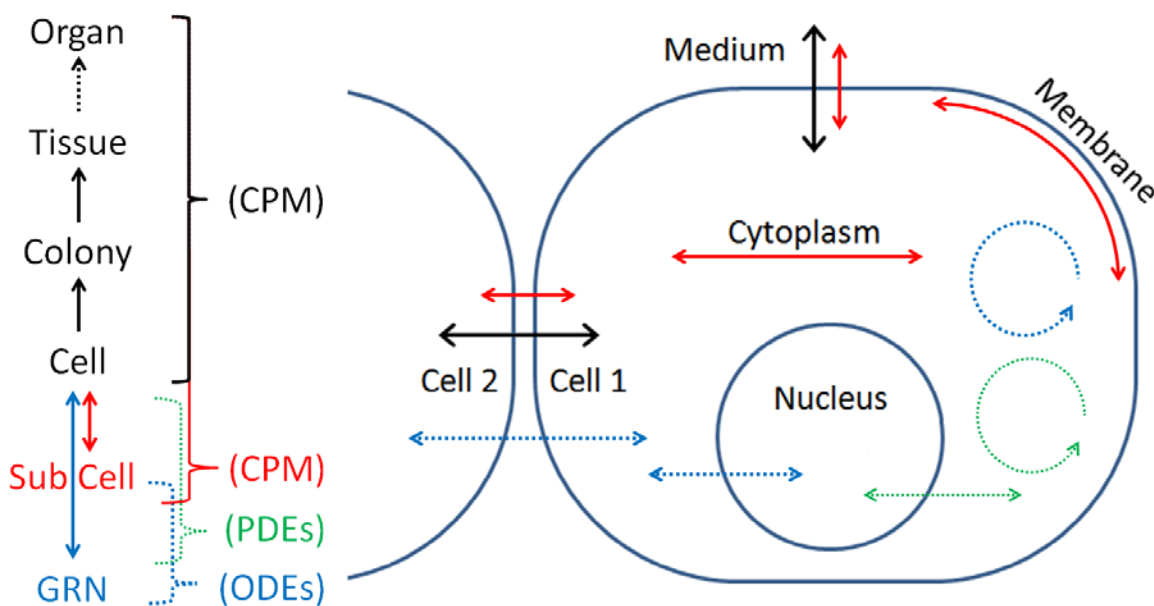 Organ
Tissue
(CPM)
Colony
Cell
Sub Cell
(CPM)
(PDEs)
GRN
(ODEs)
Medium
Membrane
Cytoplasm
Cell 2
Cell 1
Nucleus